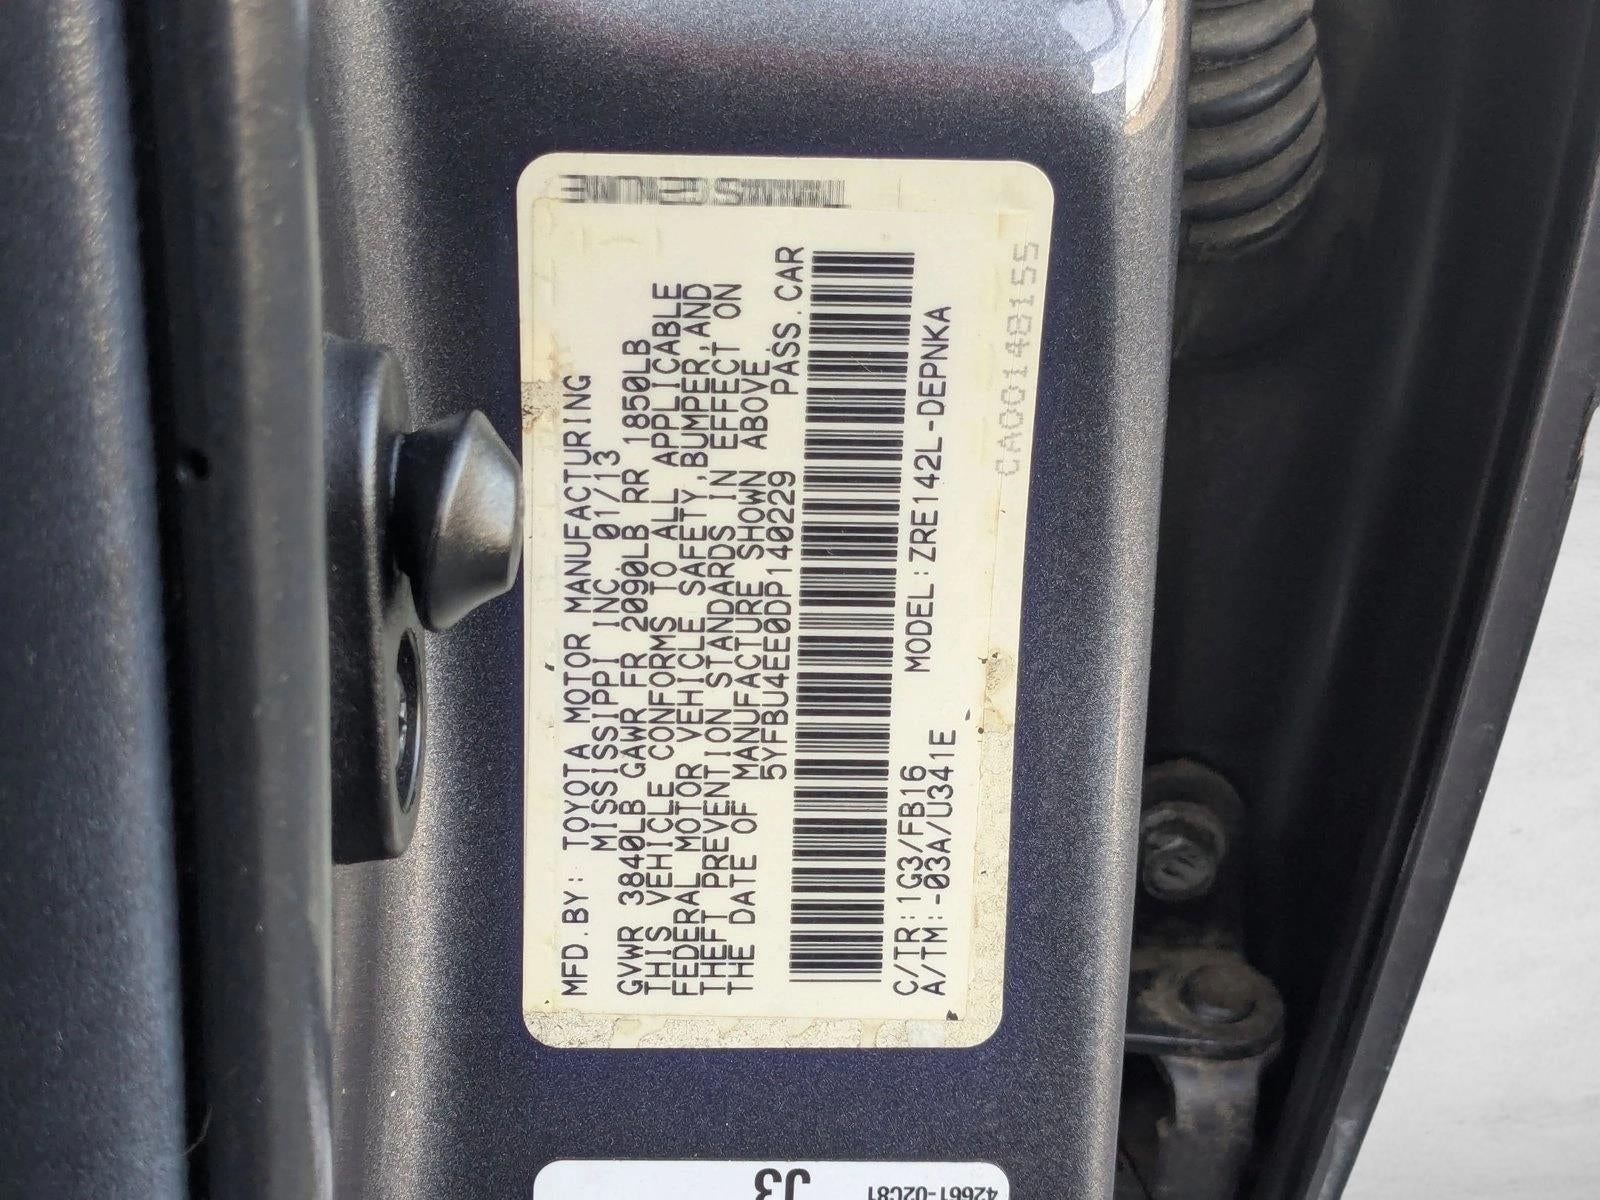 MFD.BY: TOYOTA MOTOR MANUFACTURING
MISSISSIPPI INC. 01/13
GVWR 3840LB GAWR FR 2090LB RR 1850LB
THIS VEHICLE CONFORMS TO ALL APPLICABLE
FEDERAL MOTOR VEHICLE SAFETY,BUMPER,AND
THEFT PREVENTION STANDARDS IN EFFECT ON
THE DATE OF MANUFACTURE SHOWN ABOVE.
5YFBU4EE0DP140229 PASS.CAR
C/TR:1G3/FB16 MODEL:ZRE142L-DEPNKA
A/TM:-03A/U341E
CA00148155
J3
42661-02C81